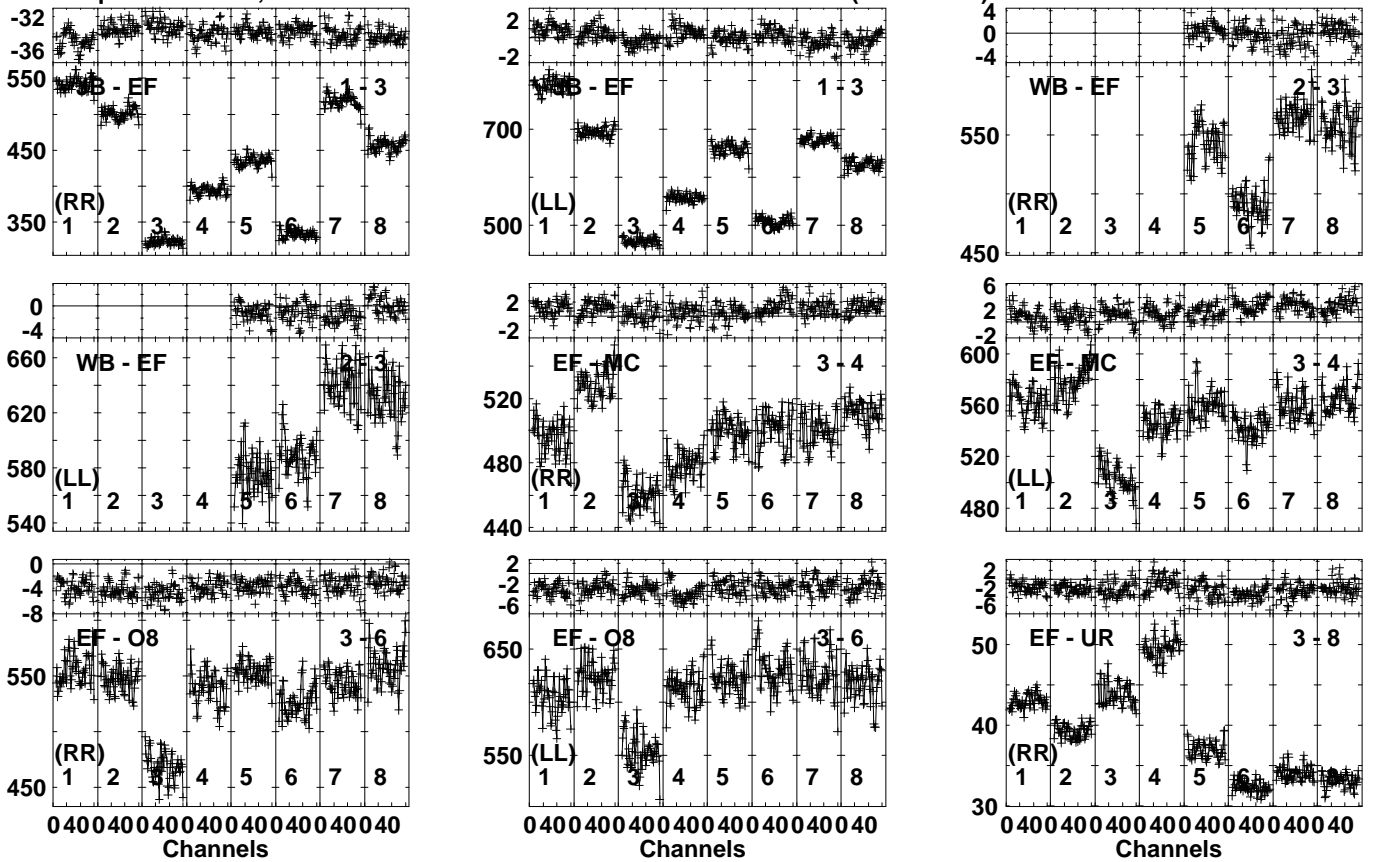 -32 2 4
-36 -2 0 -4
550 JB - EF 1 - 3 JB - EF 1 - 3 WB - EF 2 - 3
450 700 550
350 (RR) 1 2 3 4 5 6 7 8
500 (LL) 1 2 3 4 5 6 7 8
450 (RR) 1 2 3 4 5 6 7 8
0 -4 2 -2 6 2 -2
660 WB - EF 2 - 3 EF - MC 3 - 4 600 EF - MC 3 - 4
620 520 560
580 480 520
540 (LL) 1 2 3 4 5 6 7 8
440 (RR) 1 2 3 4 5 6 7 8
480 (LL) 1 2 3 4 5 6 7 8
0 -4 -8 2 -2 -6 2 -2 -6
EF - O8 3 - 6 650 EF - O8 3 - 6 50 EF - UR 3 - 8
550 40
450 (RR) 1 2 3 4 5 6 7 8
550 (LL) 1 2 3 4 5 6 7 8
30 (RR) 1 2 3 4 5 6 7 8
0 40 0 40 0 40 0 40 0 40 0 40 0 40 0 40
0 40 0 40 0 40 0 40 0 40 0 40 0 40 0 40
0 40 0 40 0 40 0 40 0 40 0 40 0 40 0 40
Channels Channels Channels